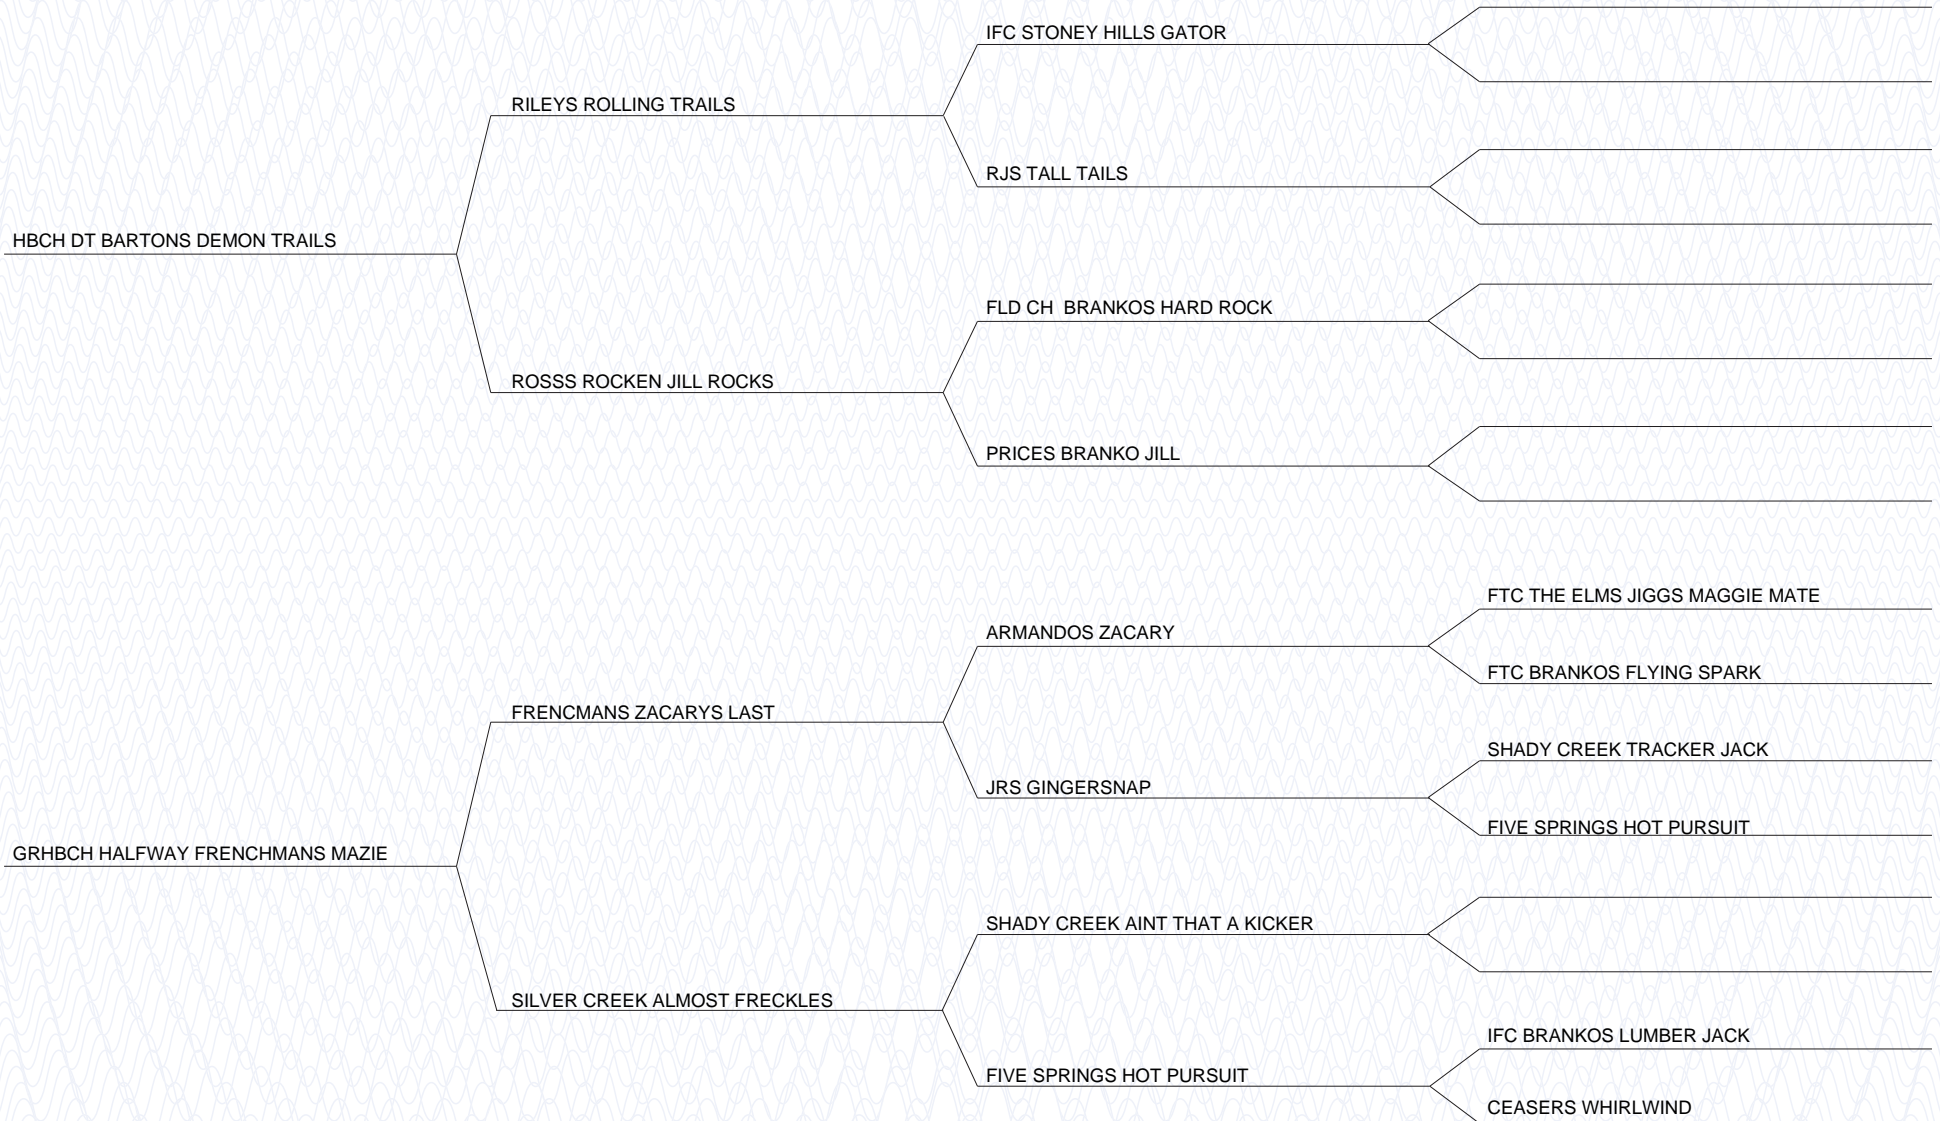 IFC STONEY HILLS GATOR
RILEYS ROLLING TRAILS
RJS TALL TAILS
HBCH DT BARTONS DEMON TRAILS
FLD CH  BRANKOS HARD ROCK
ROSSS ROCKEN JILL ROCKS
PRICES BRANKO JILL
FTC THE ELMS JIGGS MAGGIE MATE
ARMANDOS ZACARY
FTC BRANKOS FLYING SPARK
FRENCMANS ZACARYS LAST
SHADY CREEK TRACKER JACK
JRS GINGERSNAP
FIVE SPRINGS HOT PURSUIT
GRHBCH HALFWAY FRENCHMANS MAZIE
SHADY CREEK AINT THAT A KICKER
SILVER CREEK ALMOST FRECKLES
IFC BRANKOS LUMBER JACK
FIVE SPRINGS HOT PURSUIT
CEASERS WHIRLWIND